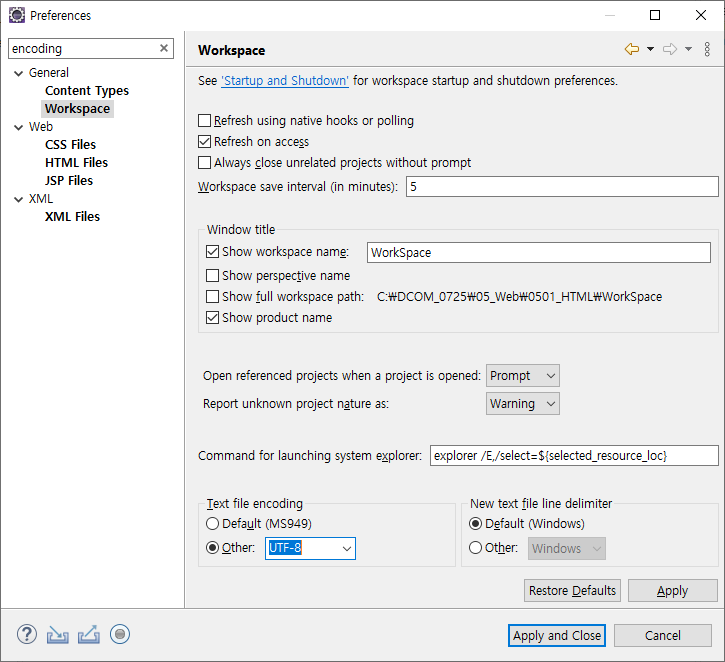 Preferences
encoding
General
Content Types
Workspace
Web
CSS Files
HTML Files
JSP Files
XML
XML Files
Workspace
See 'Startup and Shutdown' for workspace startup and shutdown preferences.
Refresh using native hooks or polling
Refresh on access
Always close unrelated projects without prompt
Workspace save interval (in minutes): 5
Window title
Show workspace name: WorkSpace
Show perspective name
Show full workspace path: C:₩DCOM_0725₩05_Web₩0501_HTML₩WorkSpace
Show product name
Open referenced projects when a project is opened: Prompt
Report unknown project nature as: Warning
Command for launching system explorer: explorer /E,/select=${selected_resource_loc}
Text file encoding
Default (MS949)
Other: UTF-8
New text file line delimiter
Default (Windows)
Other: Windows
Restore Defaults Apply
? Apply and Close Cancel